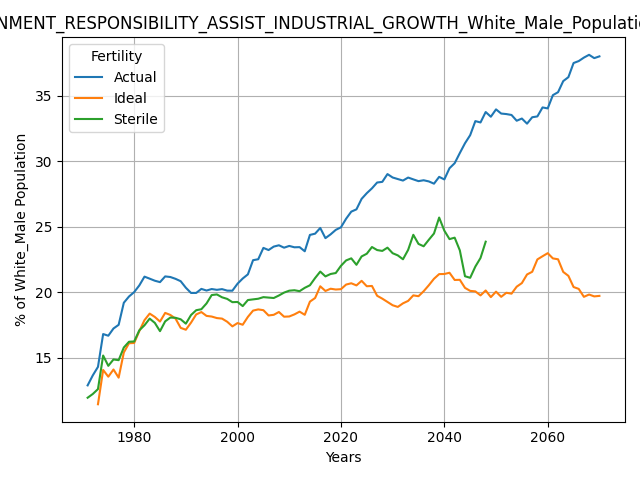 NMENT_RESPONSIBILITY_ASSIST_INDUSTRIAL_GROWTH_White_Male_Populatio
Fertility
Actual
Ideal
Sterile
35
30
25
20
15
% of White_Male Population
1980
2000
2020
2040
2060
Years